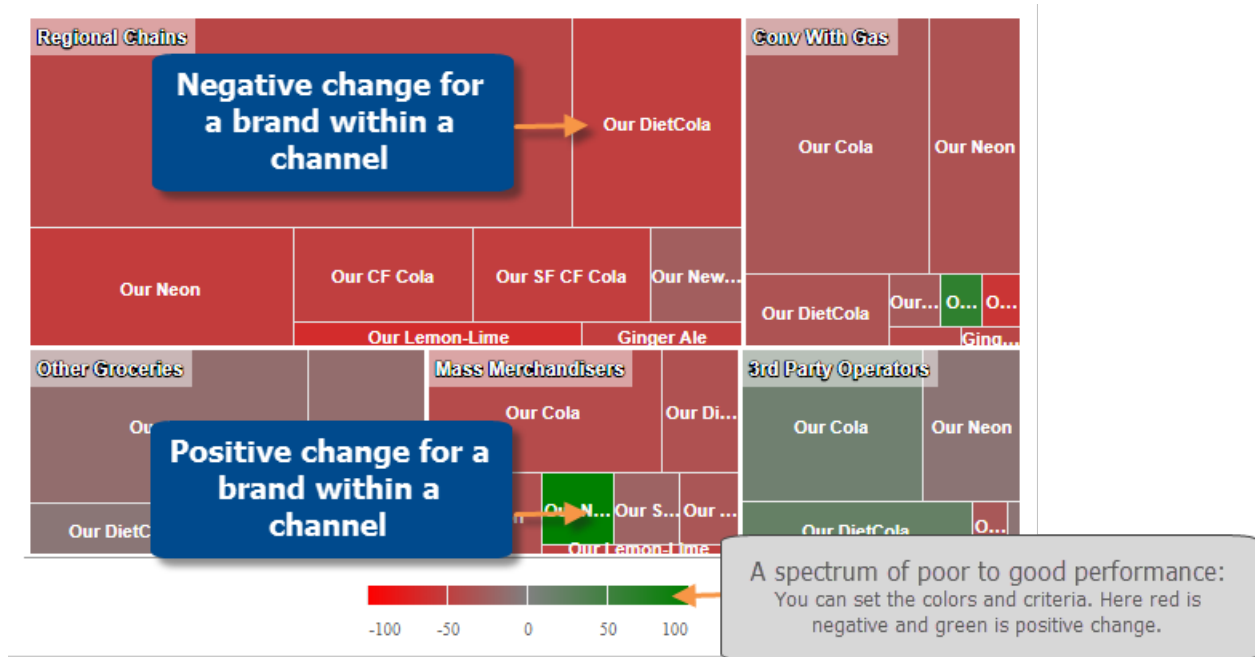 Regional Chains
Conv With Gas
Negative change for
a brand within a
channel
Our DietCola
Our Cola
Our Neon
Our Neon
Our CF Cola
Our SF CF Cola
Our New...
Our DietCola
Our...
O...
O...
Our Lemon-Lime
Ginger Ale
Ging...
Other Groceries
Mass Merchandisers
3rd Party Operators
Our Cola
Our Di...
Our Cola
Our Neon
Positive change for a
brand within a
channel
Our N...
Our S...
Our ...
Our DietC
Our DietCola
O...
Our Lemon-Lime
-100
-50
0
50
100
A spectrum of poor to good performance:
You can set the colors and criteria. Here red is
negative and green is positive change.